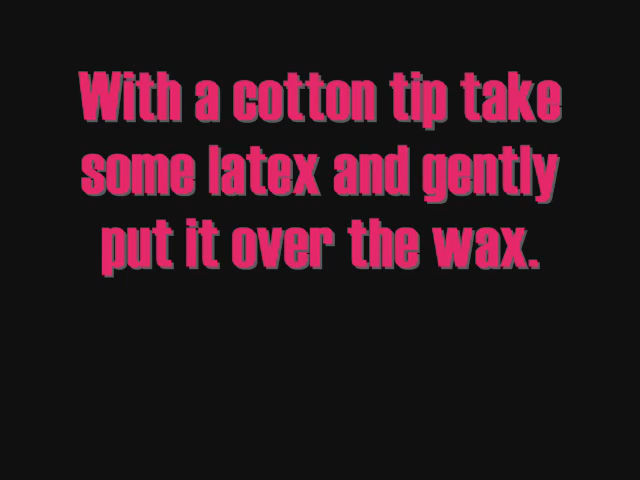 With a cotton tip take
some latex and gently
put it over the wax.